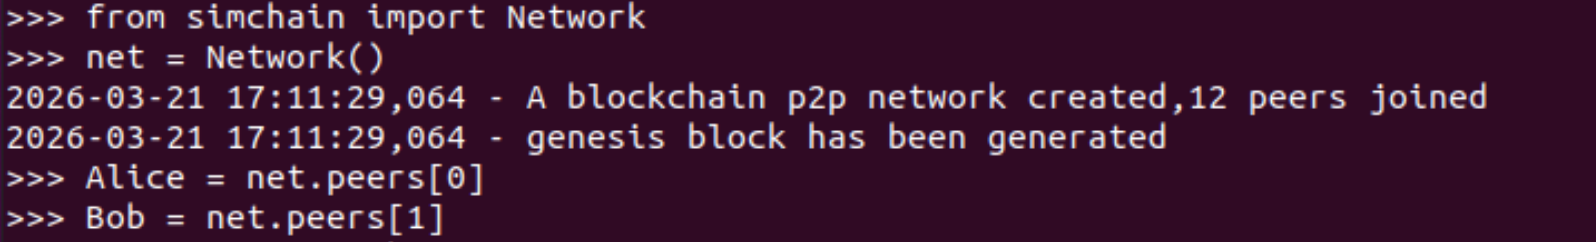 >>> from simchain import Network
>>> net = Network()
2026-03-21 17:11:29,064 - A blockchain p2p network created,12 peers joined
2026-03-21 17:11:29,064 - genesis block has been generated
>>> Alice = net.peers[0]
>>> Bob = net.peers[1]